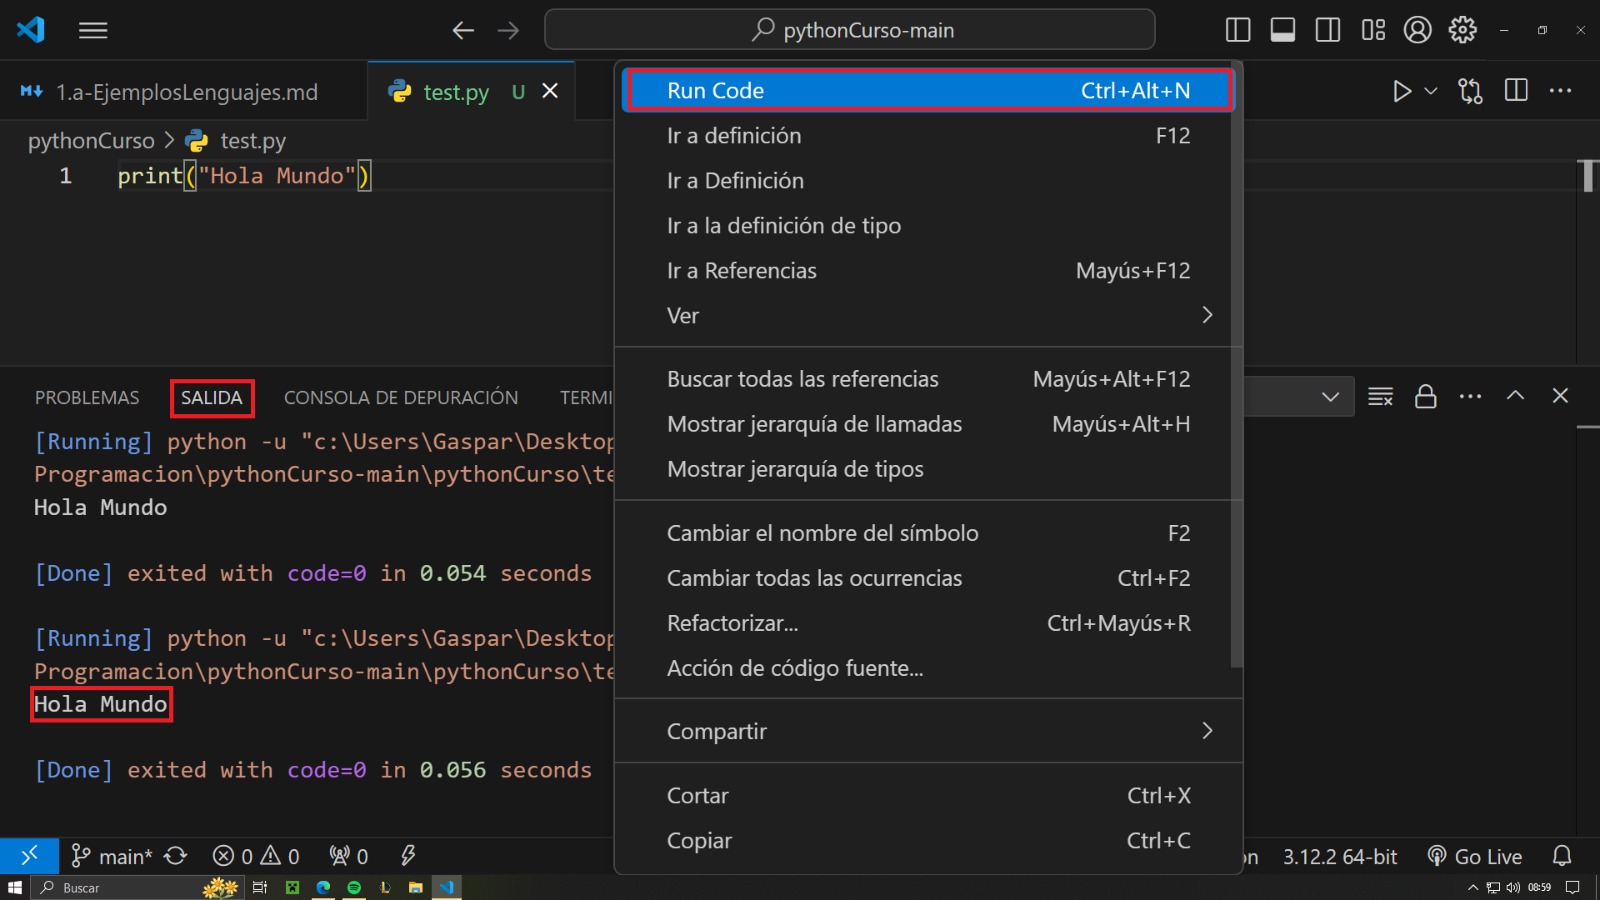 pythonCurso-main
1.a-EjemplosLenguajes.md
test.py U
pythonCurso > test.py
1 print("Hola Mundo")
Run Code Ctrl+Alt+N
Ir a definición F12
Ir a Definición
Ir a la definición de tipo
Ir a Referencias Mayús+F12
Ver
Buscar todas las referencias Mayús+Alt+F12
Mostrar jerarquía de llamadas Mayús+Alt+H
Mostrar jerarquía de tipos
Cambiar el nombre del símbolo F2
Cambiar todas las ocurrencias Ctrl+F2
Refactorizar... Ctrl+Mayús+R
Acción de código fuente...
Compartir
Cortar Ctrl+X
Copiar Ctrl+C
PROBLEMAS SALIDA CONSOLA DE DEPURACIÓN TERMI
[Running] python -u "c:\Users\Gaspar\Desktop
Programacion\pythonCurso-main\pythonCurso\te
Hola Mundo
[Done] exited with code=0 in 0.054 seconds
[Running] python -u "c:\Users\Gaspar\Desktop
Programacion\pythonCurso-main\pythonCurso\te
Hola Mundo
[Done] exited with code=0 in 0.056 seconds
main* 0 0 0 on 3.12.2 64-bit Go Live
Buscar 08:59